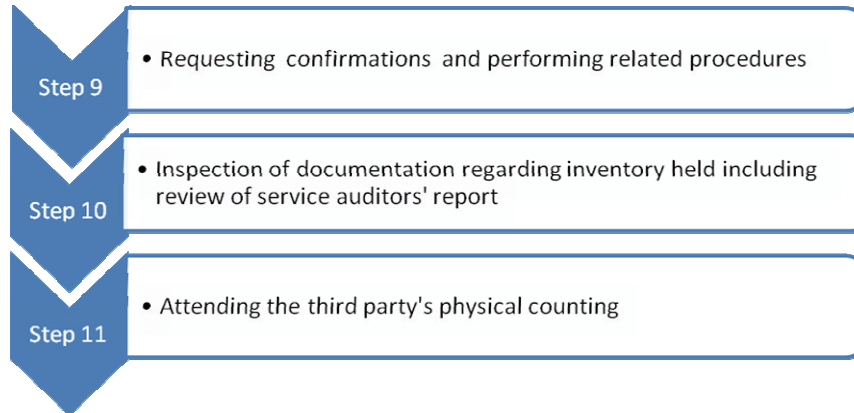 Step 9
• Requesting confirmations and performing related procedures
Step 10
• Inspection of documentation regarding inventory held including
review of service auditors' report
Step 11
• Attending the third party's physical counting